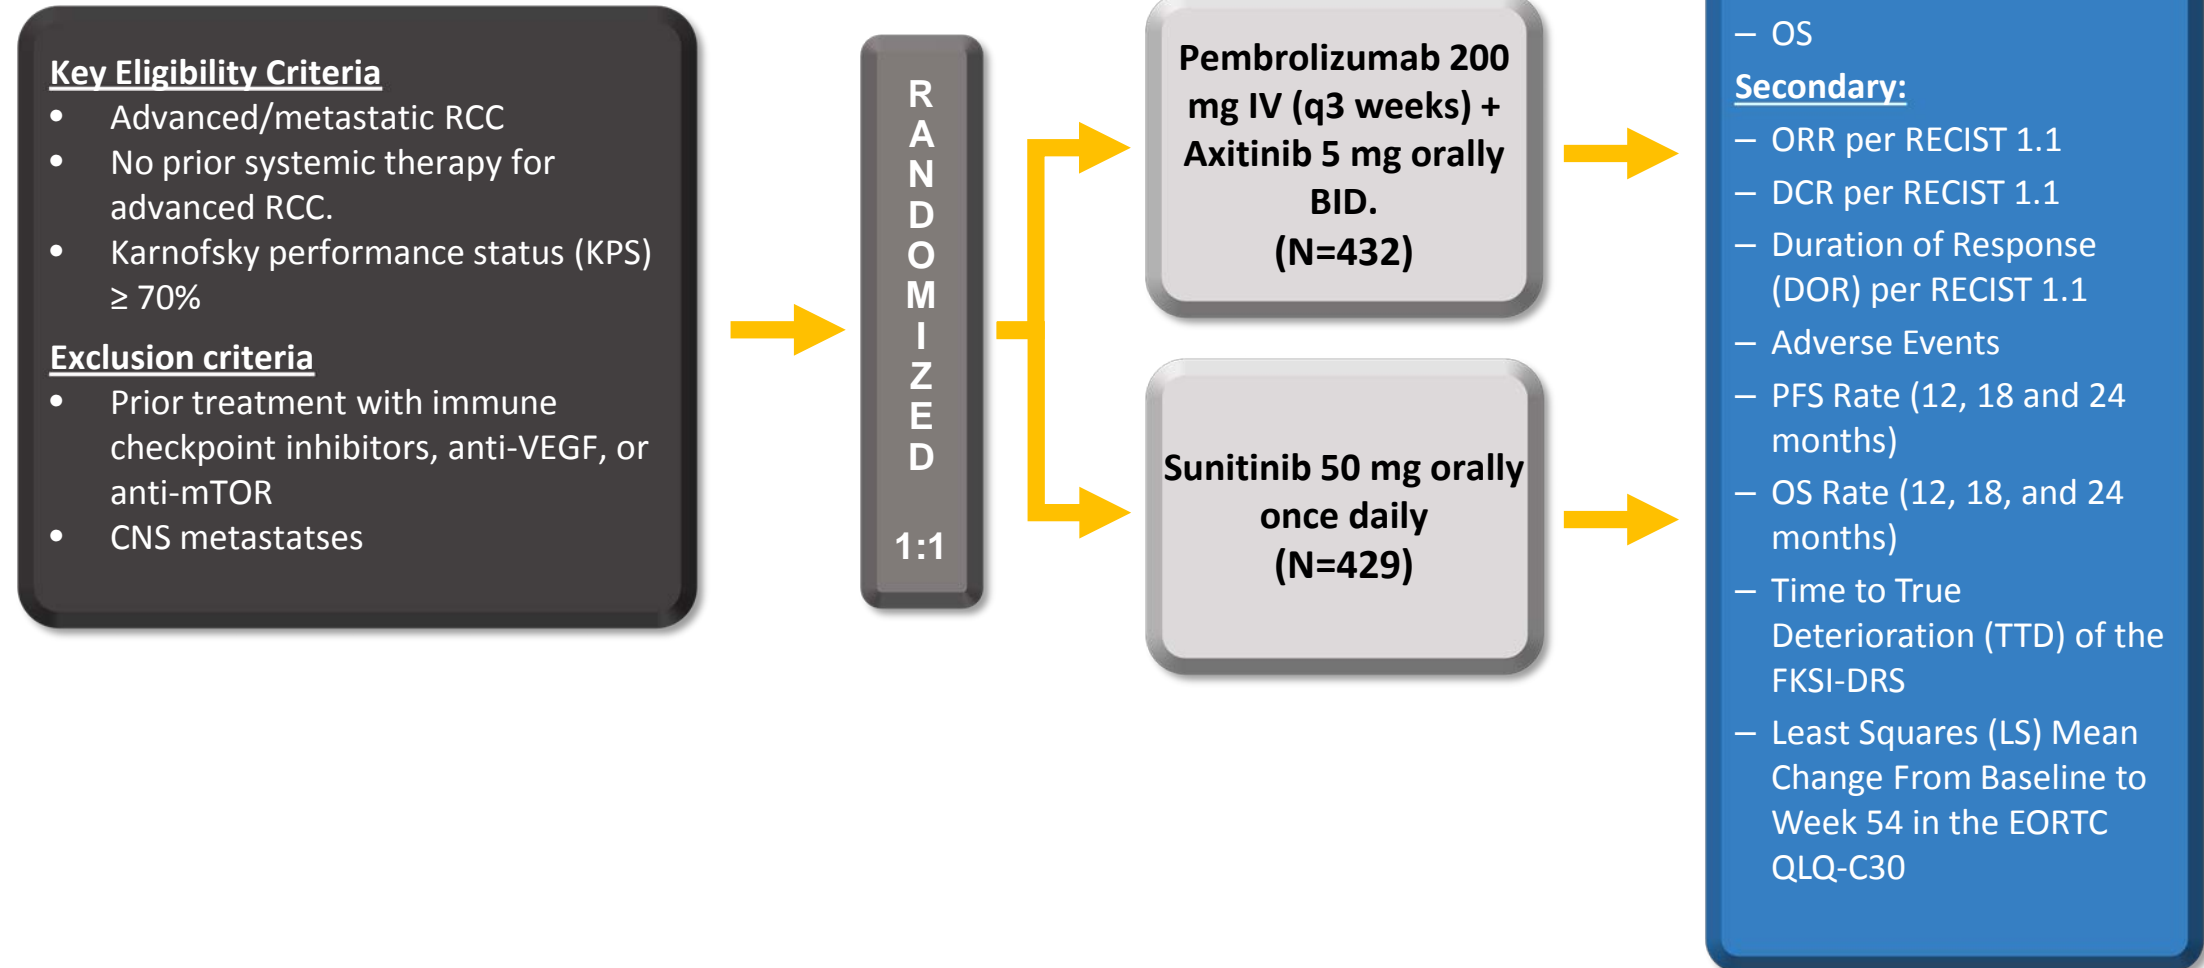 Key Eligibility Criteria
• Advanced/metastatic RCC
• No prior systemic therapy for
advanced RCC.
• Karnofsky performance status (KPS)
≥ 70%
Exclusion criteria
• Prior treatment with immune
checkpoint inhibitors, anti-VEGF, or
anti-mTOR
• CNS metastatses
R
A
N
D
O
M
I
Z
E
D
1:1
Pembrolizumab 200
mg IV (q3 weeks) +
Axitinib 5 mg orally
BID.
(N=432)
Sunitinib 50 mg orally
once daily
(N=429)
– OS
Secondary:
– ORR per RECIST 1.1
– DCR per RECIST 1.1
– Duration of Response
(DOR) per RECIST 1.1
– Adverse Events
– PFS Rate (12, 18 and 24
months)
– OS Rate (12, 18, and 24
months)
– Time to True
Deterioration (TTD) of the
FKSI-DRS
– Least Squares (LS) Mean
Change From Baseline to
Week 54 in the EORTC
QLQ-C30